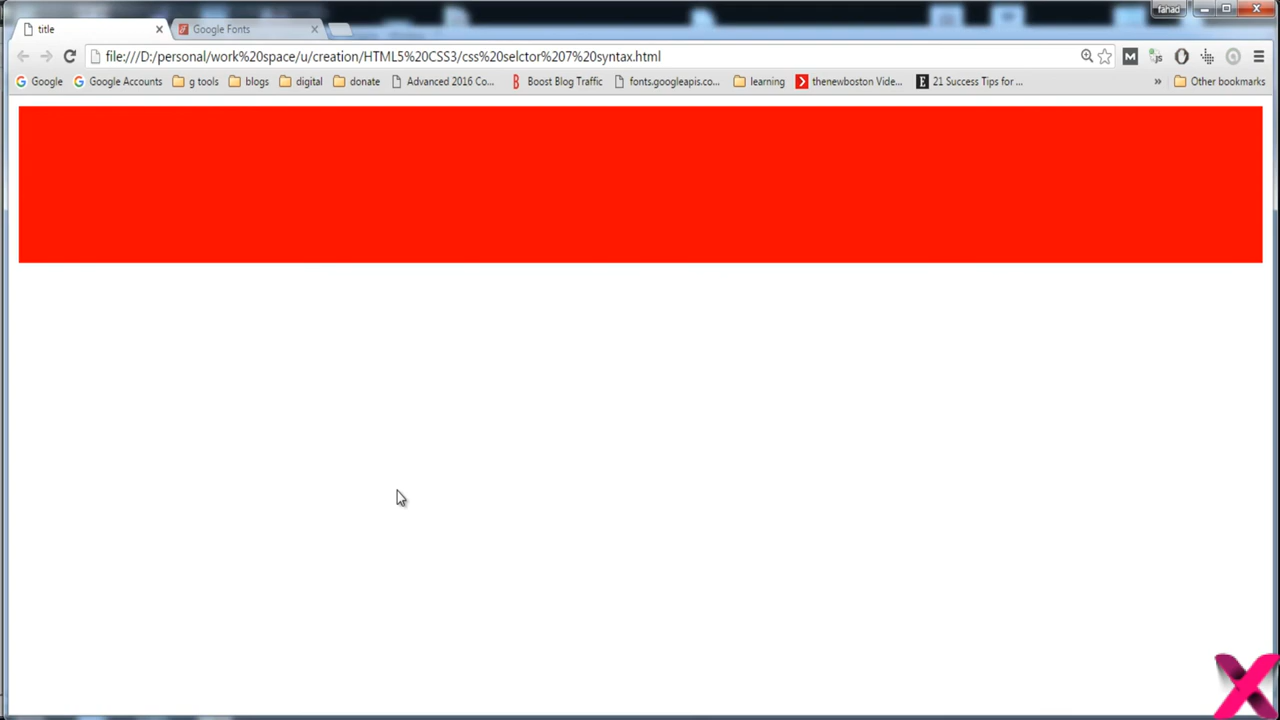 fahad
title
Google Fonts
file:///D:/personal/work%20space/u/creation/HTML5%20CSS3/css%20selctor%207%20syntax.html
Google
Google Accounts
g tools
blogs
digital
donate
Advanced 2016 Co...
Boost Blog Traffic
fonts.googleapis.co...
learning
thenewboston Vide...
21 Success Tips for ...
»
Other bookmarks